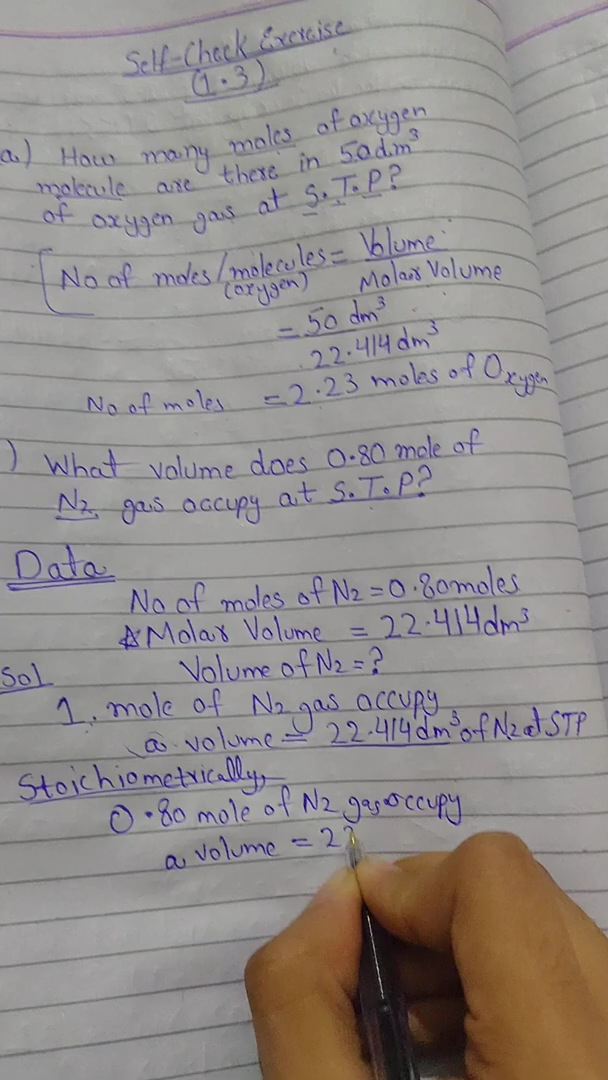 Self-Check Exercise
(1.3)
a.) How many moles of oxygen
molecule are there in 50dm³
of oxygen gas at S.T.P?
No of moles/molecules = Volume
(oxygen) Molar Volume
= 50 dm³
22.414dm³
No of moles = 2.23 moles of Oxygen
) What volume does 0.80 mole of
N₂ gas occupy at S.T.P?
Data
No of moles of N₂ = 0.80moles
Molar Volume = 22.414dm³
Sol Volume of N₂ = ?
1. mole of N₂ gas occupy
a volume = 22.414dm³ of N₂ at STP
Stoichiometrically,
0.80 mole of N₂ gas occupy
a volume = 2